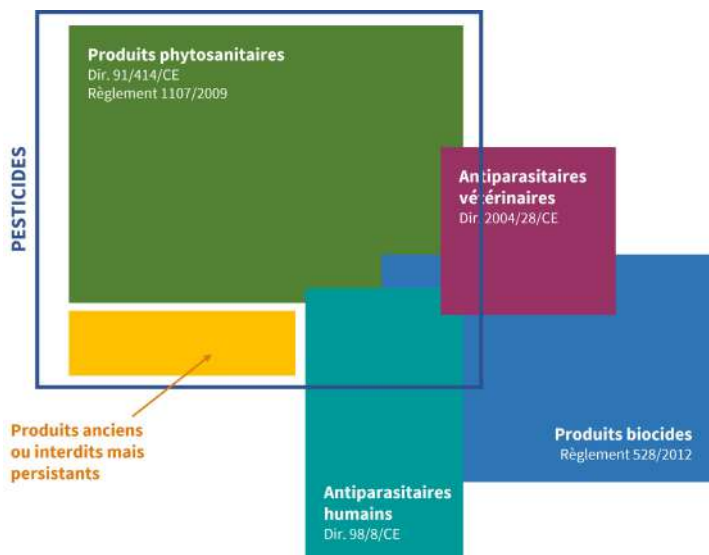 Produits phytosanitaires
Dir. 91/414/CE
Règlement 1107/2009
PESTICIDES
Antiparasitaires
vétérinaires
Dir. 2004/28/CE
Produits anciens
ou interdits mais
persistants
Produits biocides
Règlement 528/2012
Antiparasitaires
humains
Dir. 98/8/CE